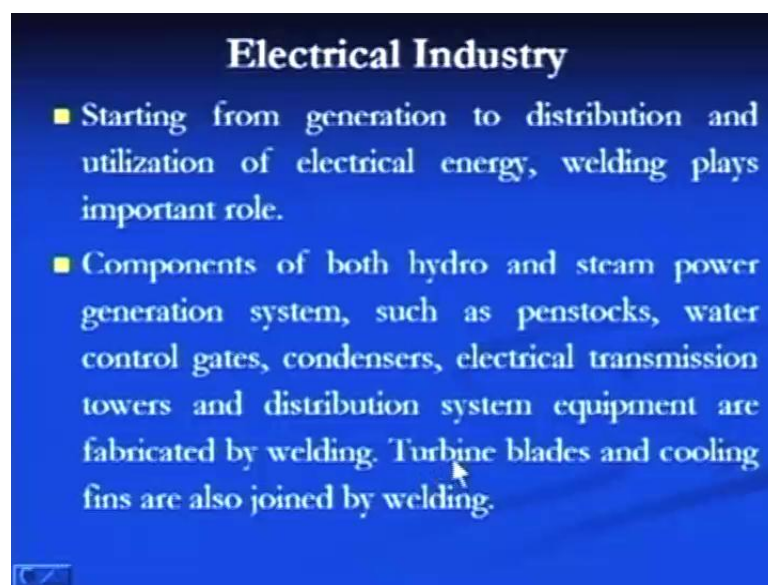 Electrical Industry
Starting from generation to distribution and
utilization of electrical energy, welding plays
important role.
Components of both hydro and steam power
generation system, such as penstocks, water
control gates, condensers, electrical transmission
towers and distribution system equipment are
fabricated by welding. Turbine blades and cooling
fins are also joined by welding.